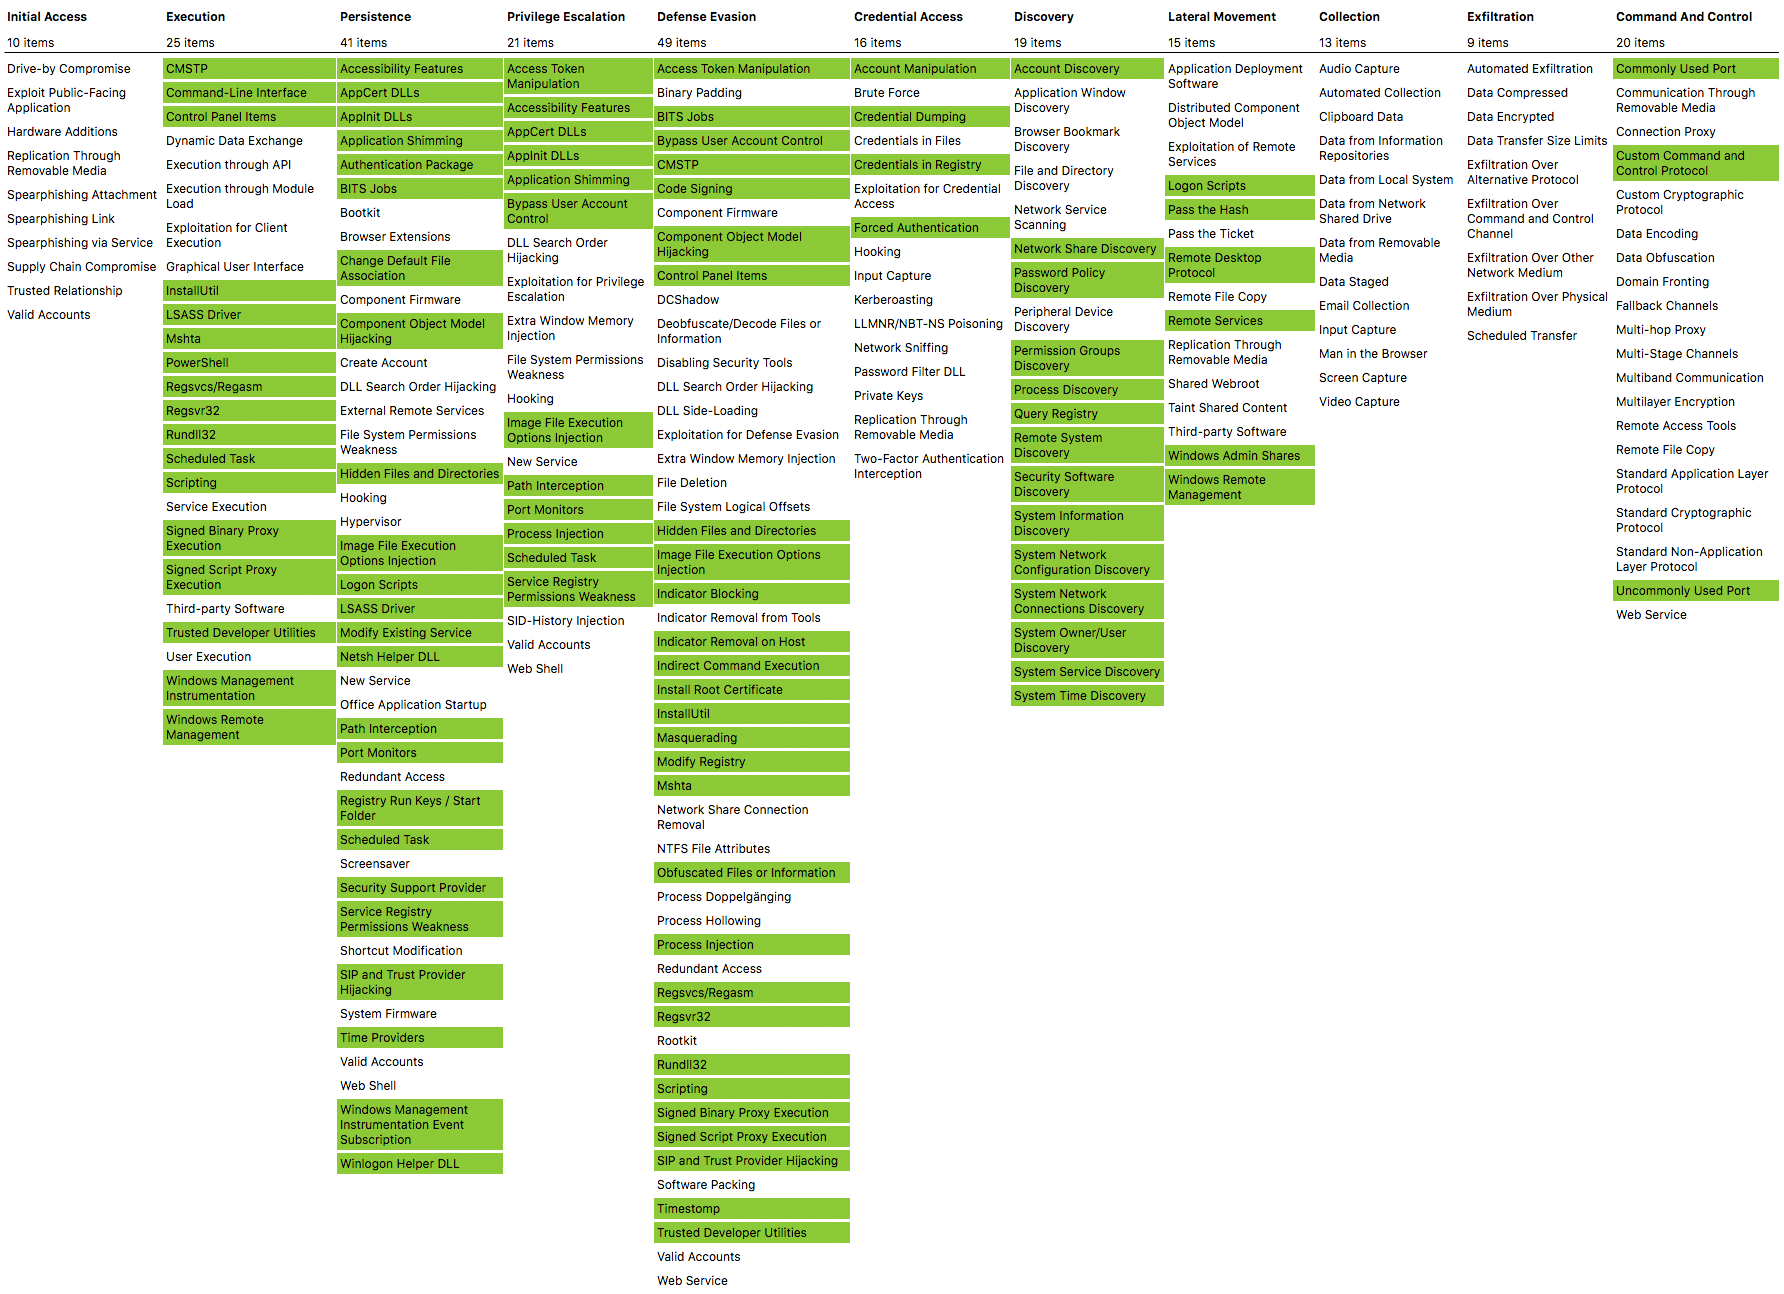 Initial Access
10 items
Drive-by Compromise
Exploit Public-Facing
Application
Hardware Additions
Replication Through
Removable Media
Spearphishing Attachment
Spearphishing Link
Spearphishing via Service
Supply Chain Compromise
Trusted Relationship
Valid Accounts
Execution
25 items
CMSTP
Command-Line Interface
Control Panel Items
Dynamic Data Exchange
Execution through API
Execution through Module
Load
Exploitation for Client
Execution
Graphical User Interface
InstallUtil
LSASS Driver
Mshta
PowerShell
Regsvcs/Regasm
Regsvr32
Rundll32
Scheduled Task
Scripting
Service Execution
Signed Binary Proxy
Execution
Signed Script Proxy
Execution
Third-party Software
Trusted Developer Utilities
User Execution
Windows Management
Instrumentation
Windows Remote
Management
Persistence
41 items
Accessibility Features
AppCert DLLs
AppInit DLLs
Application Shimming
Authentication Package
BITS Jobs
Bootkit
Browser Extensions
Change Default File
Association
Component Firmware
Component Object Model
Hijacking
Create Account
DLL Search Order Hijacking
External Remote Services
File System Permissions
Weakness
Hidden Files and Directories
Hooking
Hypervisor
Image File Execution
Options Injection
Logon Scripts
LSASS Driver
Modify Existing Service
Netsh Helper DLL
New Service
Office Application Startup
Path Interception
Port Monitors
Redundant Access
Registry Run Keys / Start
Folder
Scheduled Task
Screensaver
Security Support Provider
Service Registry
Permissions Weakness
Shortcut Modification
SIP and Trust Provider
Hijacking
System Firmware
Time Providers
Valid Accounts
Web Shell
Windows Management
Instrumentation Event
Subscription
Winlogon Helper DLL
Privilege Escalation
21 items
Access Token
Manipulation
Accessibility Features
AppCert DLLs
AppInit DLLs
Application Shimming
Bypass User Account
Control
DLL Search Order
Hijacking
Exploitation for Privilege
Escalation
Extra Window Memory
Injection
File System Permissions
Weakness
Hooking
Image File Execution
Options Injection
New Service
Path Interception
Port Monitors
Process Injection
Scheduled Task
Service Registry
Permissions Weakness
SID-History Injection
Valid Accounts
Web Shell
Defense Evasion
49 items
Access Token Manipulation
Binary Padding
BITS Jobs
Bypass User Account Control
CMSTP
Code Signing
Component Firmware
Component Object Model
Hijacking
Control Panel Items
DCShadow
Deobfuscate/Decode Files or
Information
Disabling Security Tools
DLL Search Order Hijacking
DLL Side-Loading
Exploitation for Defense Evasion
Extra Window Memory Injection
File Deletion
File System Logical Offsets
Hidden Files and Directories
Image File Execution Options
Injection
Indicator Blocking
Indicator Removal from Tools
Indicator Removal on Host
Indirect Command Execution
Install Root Certificate
InstallUtil
Masquerading
Modify Registry
Mshta
Network Share Connection
Removal
NTFS File Attributes
Obfuscated Files or Information
Process Doppelgänging
Process Hollowing
Process Injection
Redundant Access
Regsvcs/Regasm
Regsvr32
Rootkit
Rundll32
Scripting
Signed Binary Proxy Execution
Signed Script Proxy Execution
SIP and Trust Provider Hijacking
Software Packing
Timestomp
Trusted Developer Utilities
Valid Accounts
Web Service
Credential Access
16 items
Account Manipulation
Brute Force
Credential Dumping
Credentials in Files
Credentials in Registry
Exploitation for Credential
Access
Forced Authentication
Hooking
Input Capture
Kerberoasting
LLMNR/NBT-NS Poisoning
Network Sniffing
Password Filter DLL
Private Keys
Replication Through
Removable Media
Two-Factor Authentication
Interception
Discovery
19 items
Account Discovery
Application Window
Discovery
Browser Bookmark
Discovery
File and Directory
Discovery
Network Service
Scanning
Network Share Discovery
Password Policy
Discovery
Peripheral Device
Discovery
Permission Groups
Discovery
Process Discovery
Query Registry
Remote System
Discovery
Security Software
Discovery
System Information
Discovery
System Network
Configuration Discovery
System Network
Connections Discovery
System Owner/User
Discovery
System Service Discovery
System Time Discovery
Lateral Movement
15 items
Application Deployment
Software
Distributed Component
Object Model
Exploitation of Remote
Services
Logon Scripts
Pass the Hash
Pass the Ticket
Remote Desktop
Protocol
Remote File Copy
Remote Services
Replication Through
Removable Media
Shared Webroot
Taint Shared Content
Third-party Software
Windows Admin Shares
Windows Remote
Management
Collection
13 items
Audio Capture
Automated Collection
Clipboard Data
Data from Information
Repositories
Data from Local System
Data from Network
Shared Drive
Data from Removable
Media
Data Staged
Email Collection
Input Capture
Man in the Browser
Screen Capture
Video Capture
Exfiltration
9 items
Automated Exfiltration
Data Compressed
Data Encrypted
Data Transfer Size Limits
Exfiltration Over
Alternative Protocol
Exfiltration Over
Command and Control
Channel
Exfiltration Over Other
Network Medium
Exfiltration Over Physical
Medium
Scheduled Transfer
Command And Control
20 items
Commonly Used Port
Communication Through
Removable Media
Connection Proxy
Custom Command and
Control Protocol
Custom Cryptographic
Protocol
Data Encoding
Data Obfuscation
Domain Fronting
Fallback Channels
Multi-hop Proxy
Multi-Stage Channels
Multiband Communication
Multilayer Encryption
Remote Access Tools
Remote File Copy
Standard Application Layer
Protocol
Standard Cryptographic
Protocol
Standard Non-Application
Layer Protocol
Uncommonly Used Port
Web Service